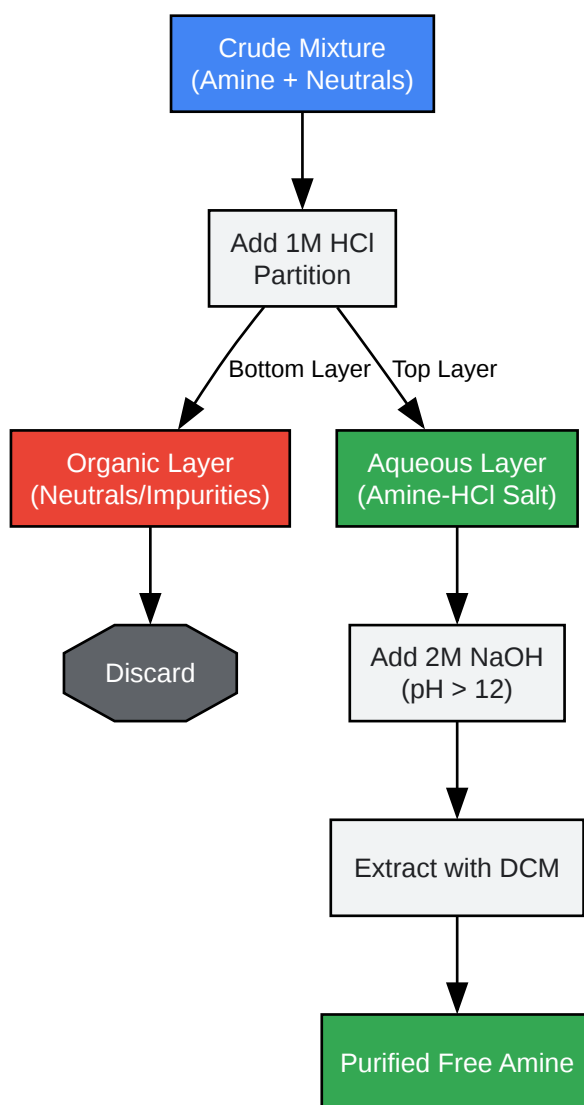 Crude Mixture
(Amine + Neutrals)
Add 1M HCl
Partition
Bottom Layer
Top Layer
Organic Layer
(Neutrals/Impurities)
Aqueous Layer
(Amine-HCl Salt)
Discard
Add 2M NaOH
(pH > 12)
Extract with DCM
Purified Free Amine